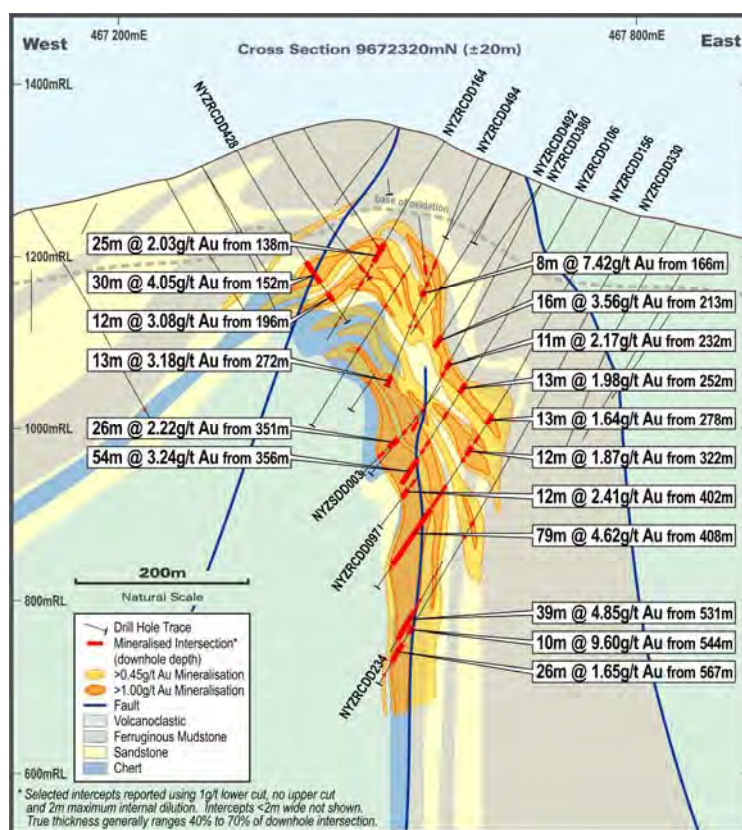 467 200mE
467 800mE
West
Cross Section 9672320mN (±20m)
East
1400mRL
NYZRCDD428
NYZRCDD164
NYZRCDD494
NYZRCDD492
NYZRCDD380
NYZRCDD106
NYZRCDD156
NYZRCDD330
base of oxidation
1200mRL
25m @ 2.03g/t Au from 138m
30m @ 4.05g/t Au from 152m
12m @ 3.08g/t Au from 196m
13m @ 3.18g/t Au from 272m
26m @ 2.22g/t Au from 351m
54m @ 3.24g/t Au from 356m
8m @ 7.42g/t Au from 166m
16m @ 3.56g/t Au from 213m
11m @ 2.17g/t Au from 232m
13m @ 1.98g/t Au from 252m
13m @ 1.64g/t Au from 278m
12m @ 1.87g/t Au from 322m
12m @ 2.41g/t Au from 402m
79m @ 4.62g/t Au from 408m
39m @ 4.85g/t Au from 531m
10m @ 9.60g/t Au from 544m
26m @ 1.65g/t Au from 567m
1000mRL
NYZSDD003
NYZRCDD097
NYZRCDD234
800mRL
600mRL
200m
Natural Scale
Drill Hole Trace
Mineralised Intersection*
(downhole depth)
>0.45g/t Au Mineralisation
>1.00g/t Au Mineralisation
Fault
Volcanoclastic
Ferruginous Mudstone
Sandstone
Chert
* Selected intercepts reported using 1g/t lower cut, no upper cut
and 2m maximum internal dilution. Intercepts <2m wide not shown.
True thickness generally ranges 40% to 70% of downhole intersection.